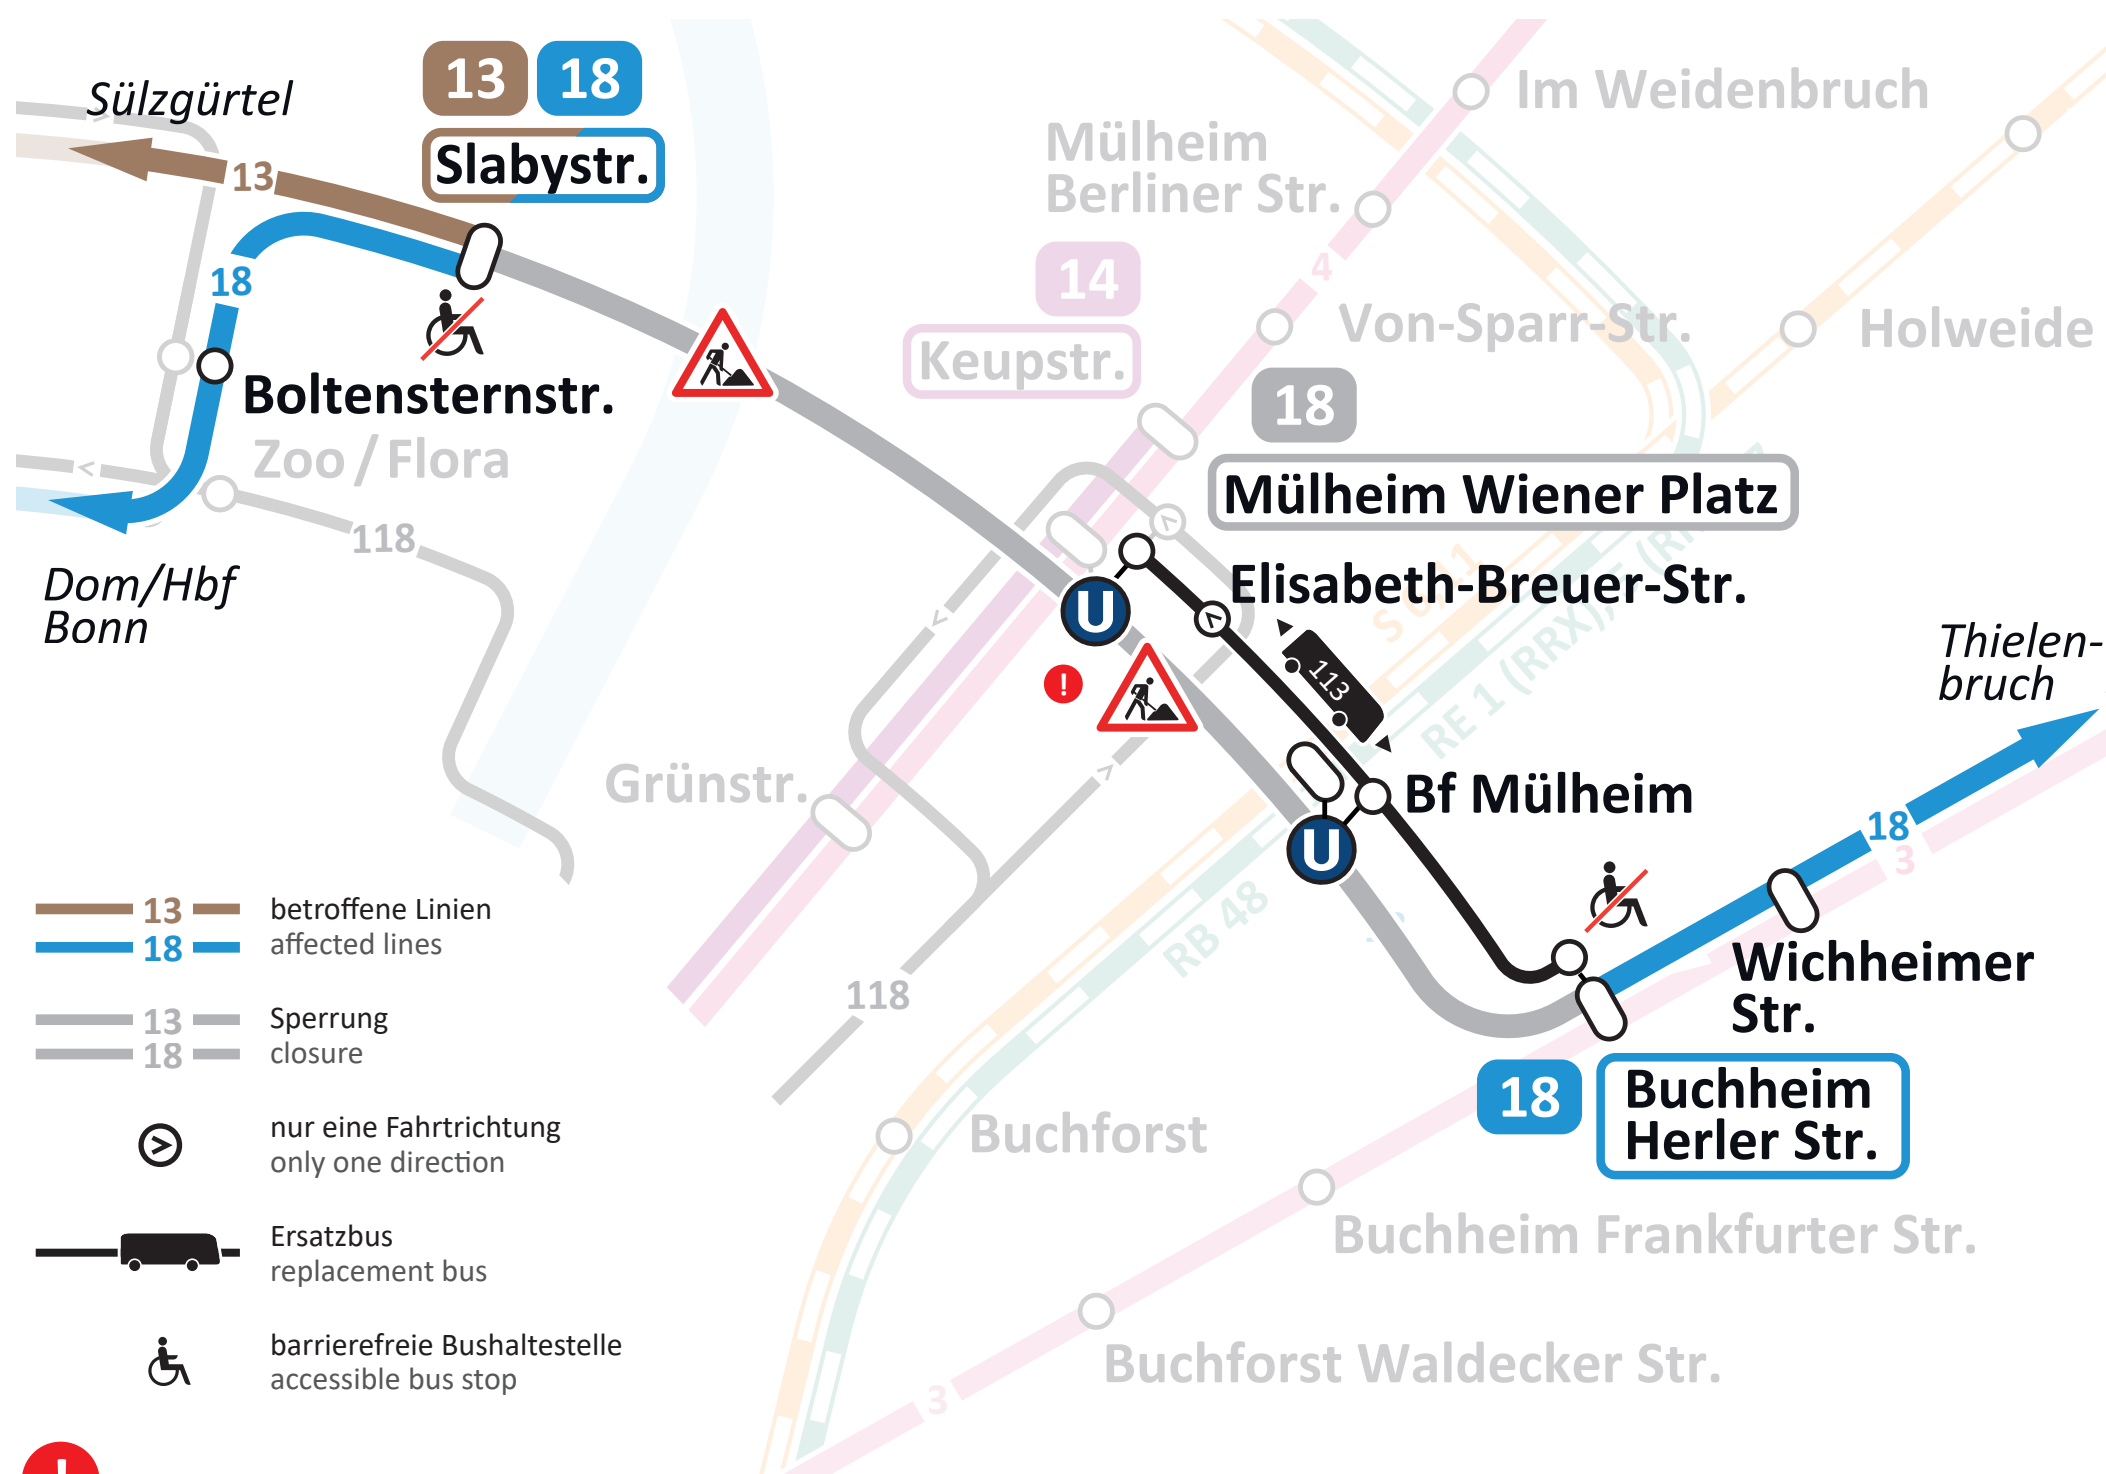 Sülzgürtel
13 18
Slabystr.
13
18
Boltensternstr.
Zoo / Flora
118
Dom/Hbf
Bonn
Im Weidenbruch
Mülheim
Berliner Str.
4
14
Keupstr.
Von-Sparr-Str.
Holweide
18
Mülheim Wiener Platz
Elisabeth-Breuer-Str.
U
!
113
S
11
RE 1 (RRX),
Thielen-
bruch
Grünstr.
Bf Mülheim
U
18
3
RB 48
118
Wichheimer
Str.
18
Buchheim
Herler Str.
Buchforst
Buchheim Frankfurter Str.
Buchforst Waldecker Str.
3
13
18
betroffene Linien
affected lines
13
18
Sperrung
closure
nur eine Fahrtrichtung
only one direction
Ersatzbus
replacement bus
barrierefreie Bushaltestelle
accessible bus stop